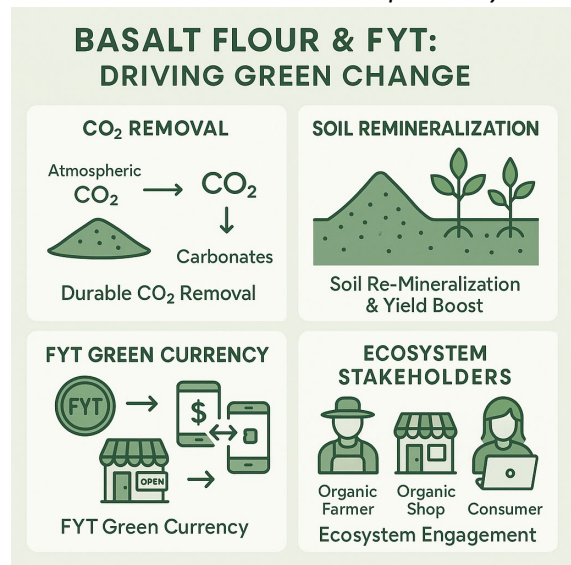 BASALT FLOUR & FYT:
DRIVING GREEN CHANGE
CO₂ REMOVAL
Atmospheric
CO₂
CO₂
Carbonates
Durable CO₂ Removal
SOIL REMINERALIZATION
Soil Re-Mineralization
& Yield Boost
FYT GREEN CURRENCY
FYT
$
OPEN
FYT Green Currency
ECOSYSTEM
STAKEHOLDERS
Organic
Farmer
Organic
Shop
Consumer
Ecosystem Engagement